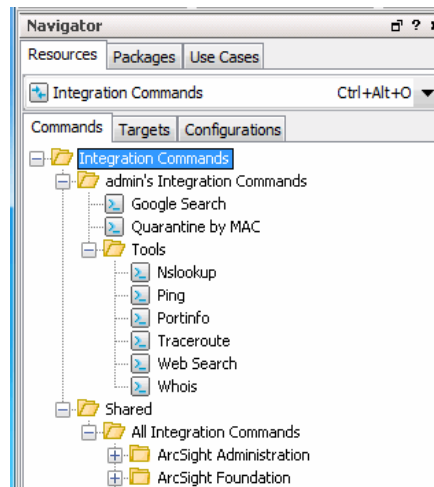 Navigator ?
Resources Packages Use Cases
Integration Commands Ctrl+Alt+O
Commands Targets Configurations
Integration Commands
admin's Integration Commands
Google Search
Quarantine by MAC
Tools
Nslookup
Ping
Portinfo
Traceroute
Web Search
Whois
Shared
All Integration Commands
ArcSight Administration
ArcSight Foundation